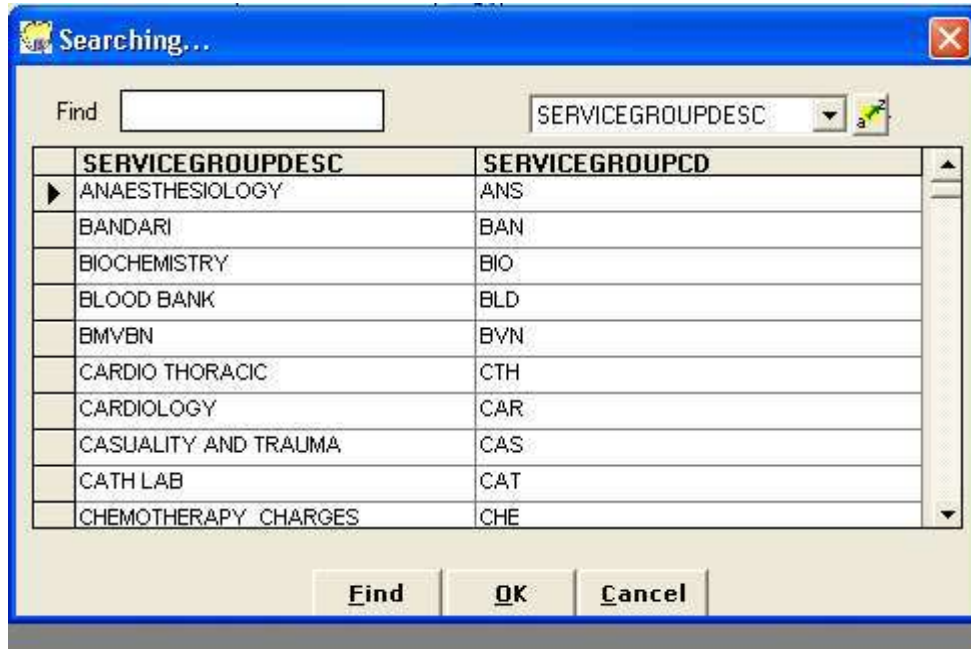 Searching...
Find SERVICEGROUPDESC
SERVICEGROUPDESC SERVICEGROUPCD
ANAESTHESIOLOGY ANS
BANDARI BAN
BIOCHEMISTRY BIO
BLOOD BANK BLD
BMVBN BVN
CARDIO THORACIC CTH
CARDIOLOGY CAR
CASUALITY AND TRAUMA CAS
CATH LAB CAT
CHEMOTHERAPY CHARGES CHE
Find OK Cancel